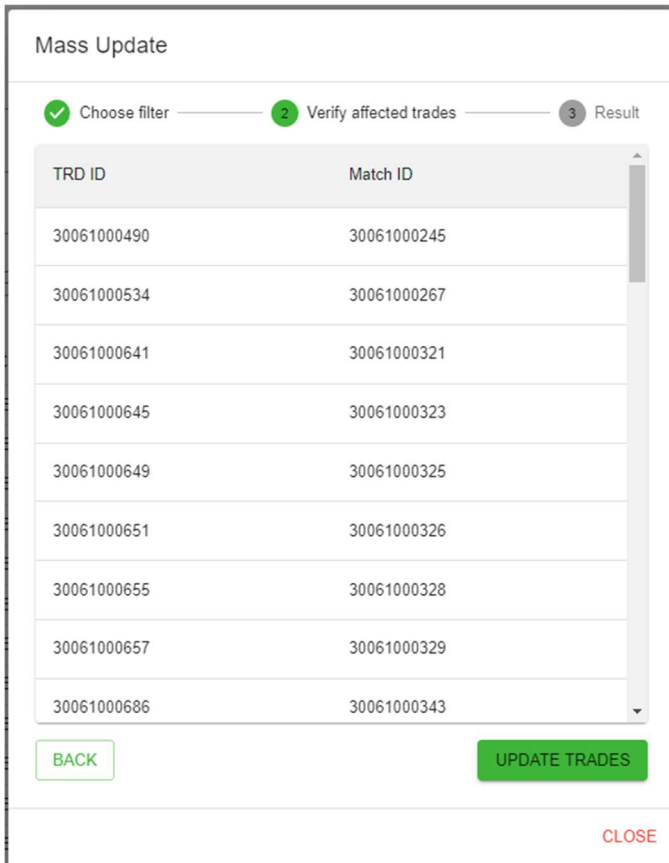 Mass Update
Choose filter 2 Verify affected trades 3 Result
TRD ID Match ID
30061000490 30061000245
30061000534 30061000267
30061000641 30061000321
30061000645 30061000323
30061000649 30061000325
30061000651 30061000326
30061000655 30061000328
30061000657 30061000329
30061000686 30061000343
BACK UPDATE TRADES
CLOSE